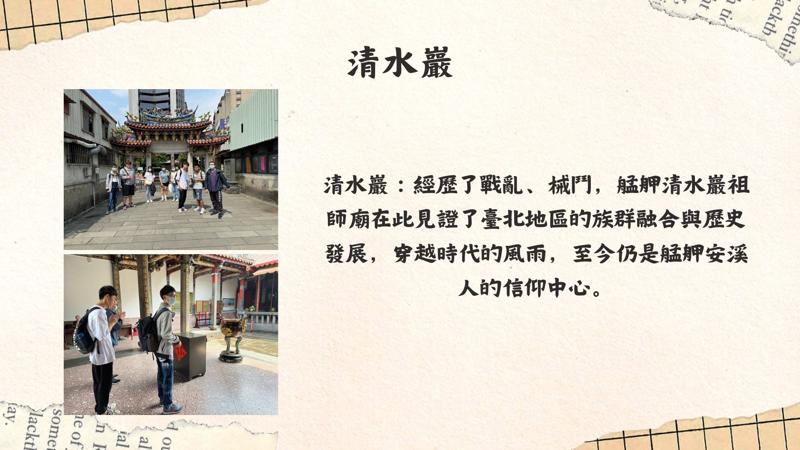 清水巖
清水巖：經歷了戰亂、械鬥，艋舺清水巖祖
師廟在此見證了臺北地區的族群融合與歷史
發展，穿越時代的風雨，至今仍是艋舺安溪
人的信仰中心。